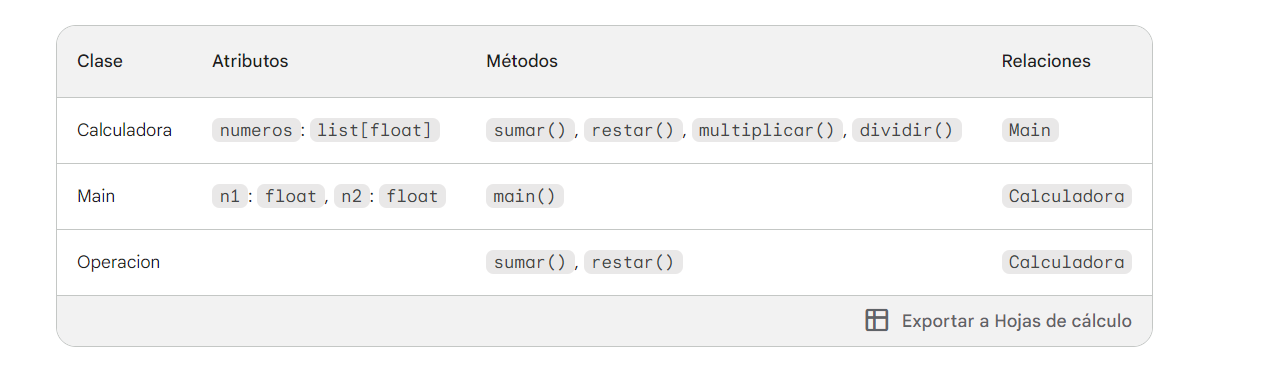 Clase Atributos Métodos Relaciones
Calculadora numeros: list[float] sumar(), restar(), multiplicar(), dividir() Main
Main n1: float, n2: float main() Calculadora
Operacion sumar(), restar() Calculadora
Exportar a Hojas de cálculo